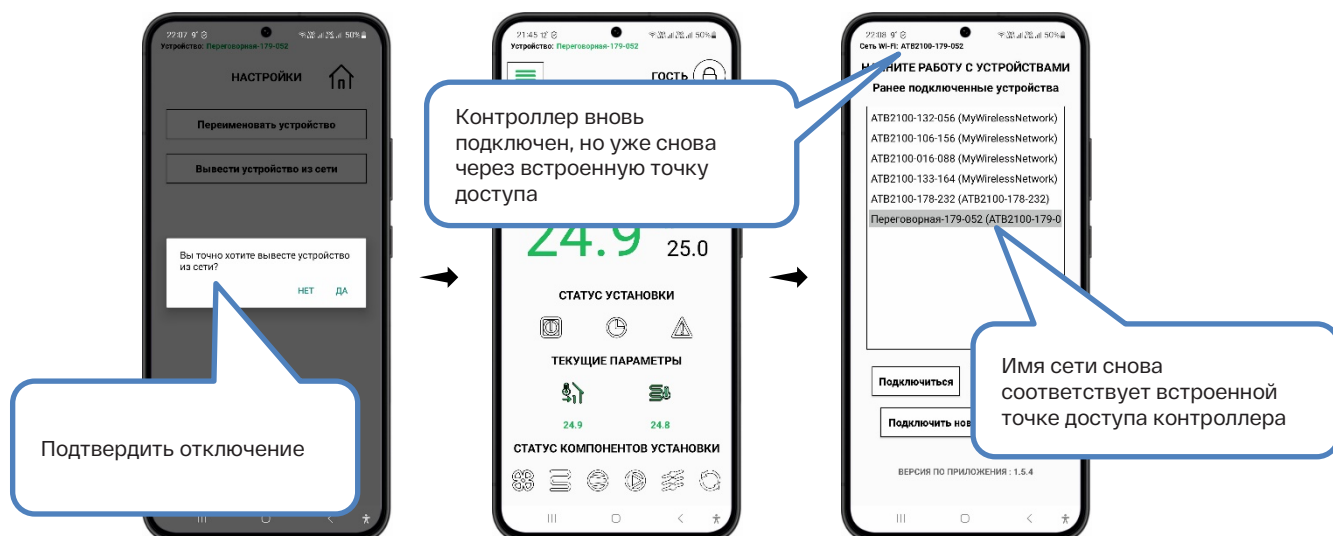 22:07 9°
50%
Устройство: Переговорная-179-052
НАСТРОЙКИ
Переименовать устройство
Вывести устройство из сети
Вы точно хотите вывесте устройство
из сети?
НЕТ ДА
Подтвердить отключение
21:45 12°
50%
Устройство: Переговорная-179-052
ГОСТЬ
Контроллер вновь
подключен, но уже снова
через встроенную точку
доступа
24.9
25.0
СТАТУС УСТАНОВКИ
ТЕКУЩИЕ ПАРАМЕТРЫ
24.9 24.8
СТАТУС КОМПОНЕНТОВ УСТАНОВКИ
22:08 9°
50%
Сеть Wi-Fi: ATB2100-179-052
НАЧНИТЕ РАБОТУ С УСТРОЙСТВАМИ
Ранее подключенные устройства
ATB2100-132-056 (MyWirelessNetwork)
ATB2100-106-156 (MyWirelessNetwork)
ATB2100-016-088 (MyWirelessNetwork)
ATB2100-133-164 (MyWirelessNetwork)
ATB2100-178-232 (ATB2100-178-232)
Переговорная-179-052 (ATB2100-179-0
Имя сети снова
соответствует встроенной
точке доступа контроллера
Подключиться
Подключить нов
ВЕРСИЯ ПО ПРИЛОЖЕНИЯ : 1.5.4